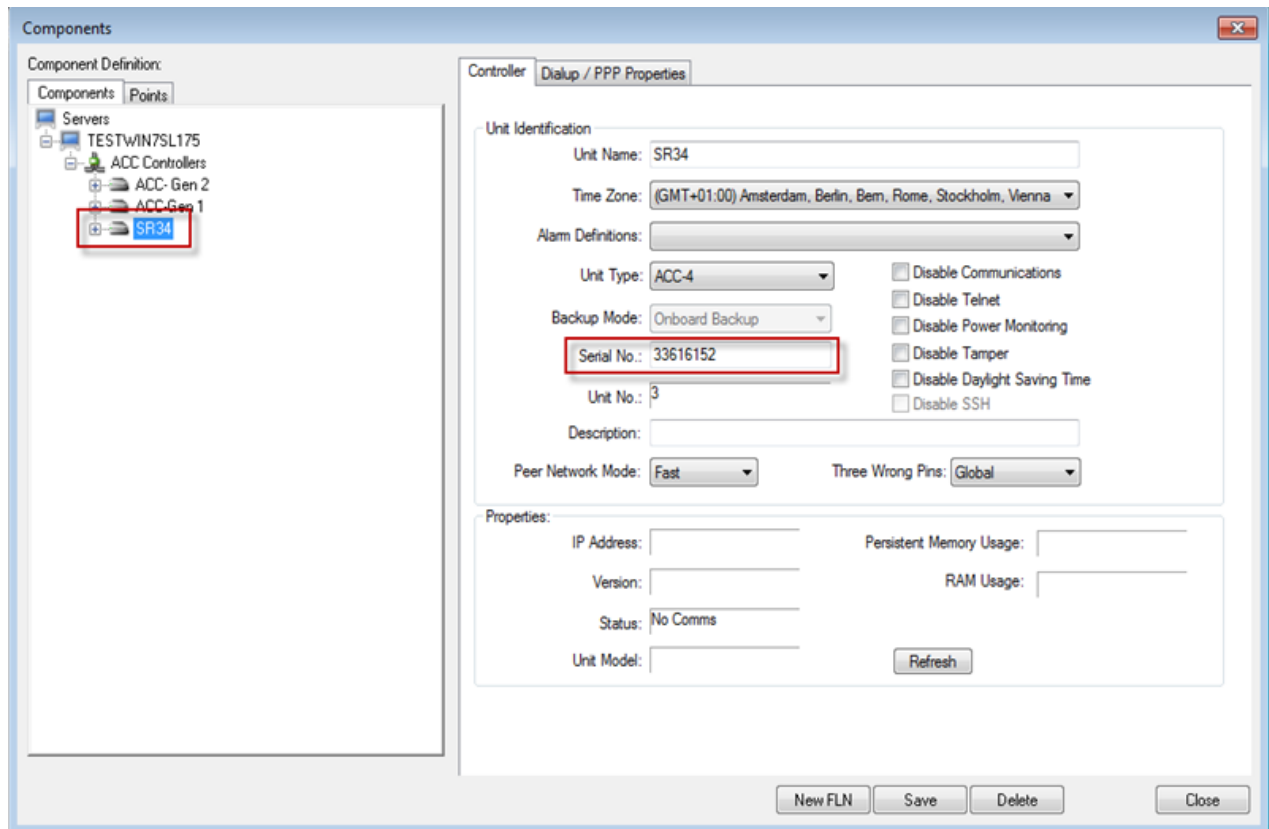 Components
Component Definition:
Components Points
Servers
TESTWIN7SL175
ACC Controllers
ACC- Gen 2
ACC-Gen 1
SR34
Controller Dialup / PPP Properties
Unit Identification
Unit Name: SR34
Time Zone: (GMT+01:00) Amsterdam, Berlin, Bern, Rome, Stockholm, Vienna
Alarm Definitions:
Unit Type: ACC-4
Disable Communications
Disable Telnet
Backup Mode: Onboard Backup
Disable Power Monitoring
Serial No.: 33616152
Disable Tamper
Disable Daylight Saving Time
Unit No.: 3
Disable SSH
Description:
Peer Network Mode: Fast Three Wrong Pins: Global
Properties:
IP Address: Persistent Memory Usage:
Version: RAM Usage:
Status: No Comms
Unit Model: Refresh
New FLN Save Delete Close